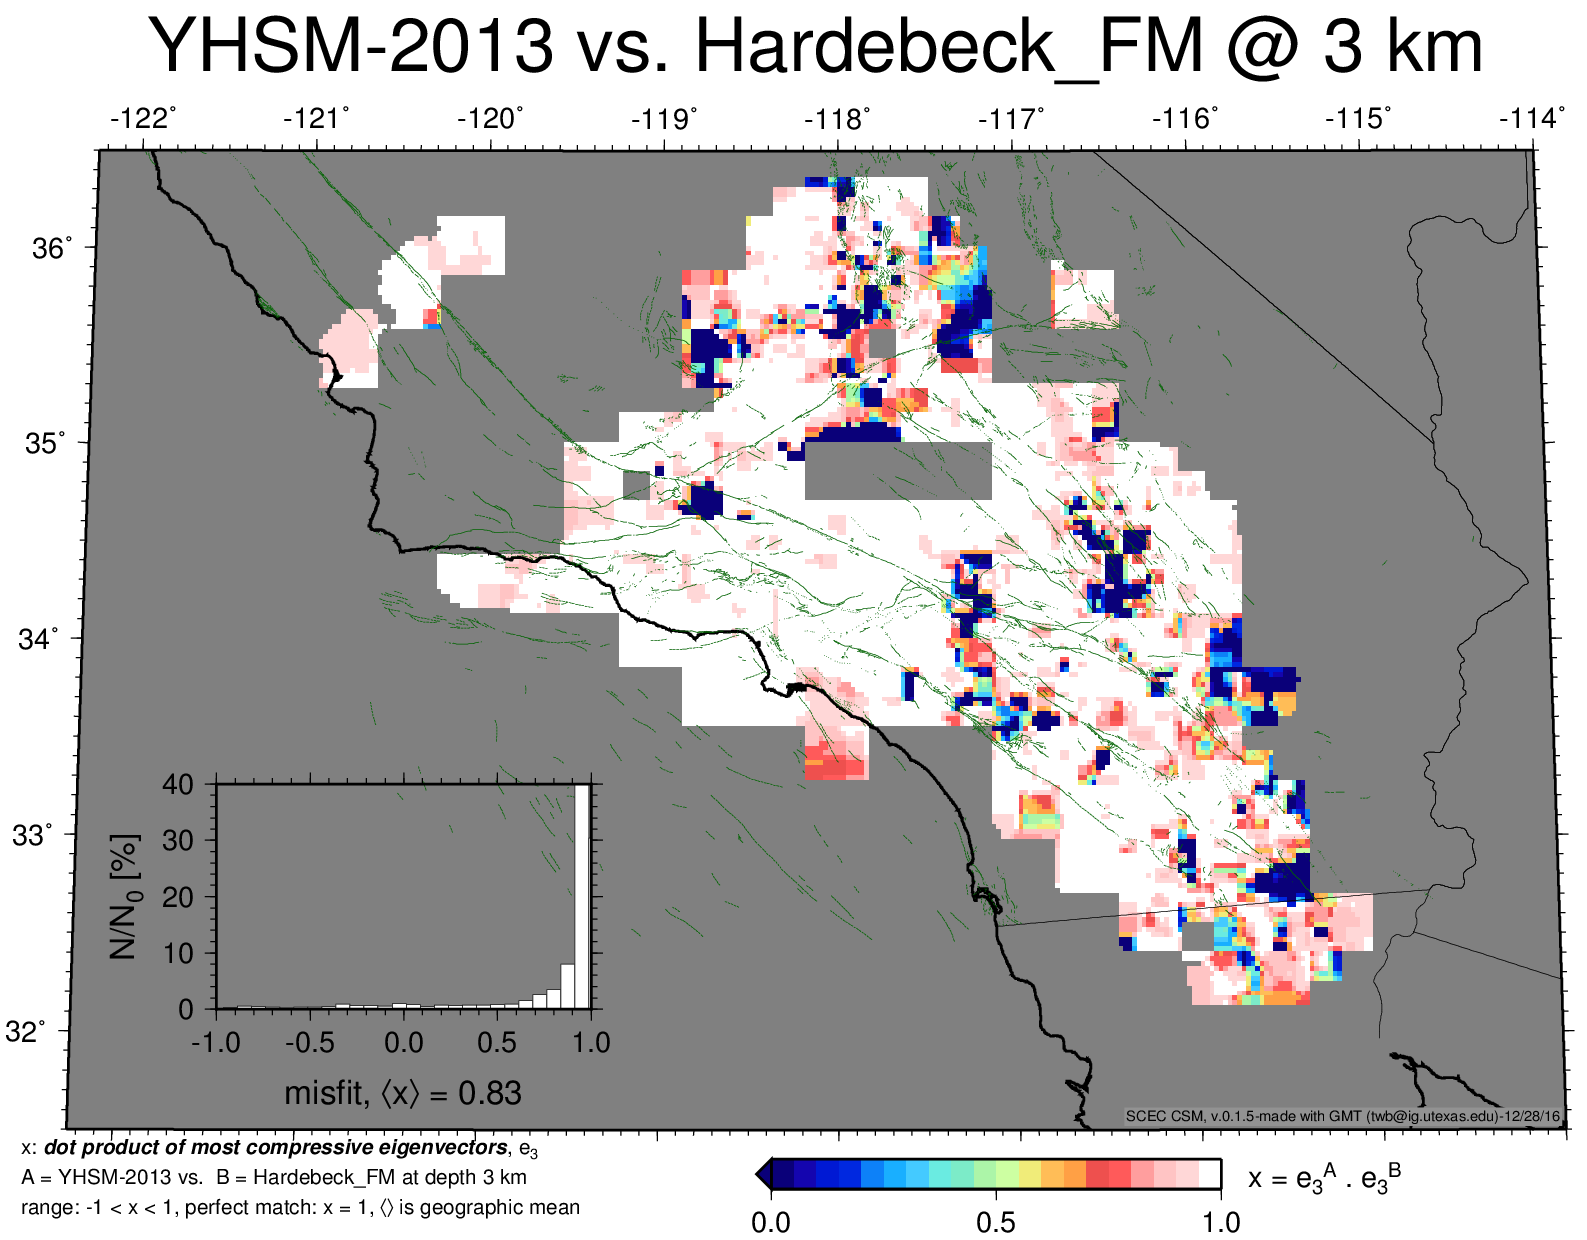 YHSM-2013 vs. Hardebeck_FM @ 3 km
-122° -121° -120° -119° -118° -117° -116° -115° -114°
36°
35°
34°
33°
32°
40
30
20
10
0
N/N0 [%]
-1.0 -0.5 0.0 0.5 1.0
misfit, ⟨x⟩ = 0.83
SCEC CSM, v.0.1.5-made with GMT (twb@ig.utexas.edu)-12/28/16
x: dot product of most compressive eigenvectors, e3
A = YHSM-2013 vs. B = Hardebeck_FM at depth 3 km
range: -1 < x < 1, perfect match: x = 1, ⟨⟩ is geographic mean
x = e3A . e3B
0.0 0.5 1.0